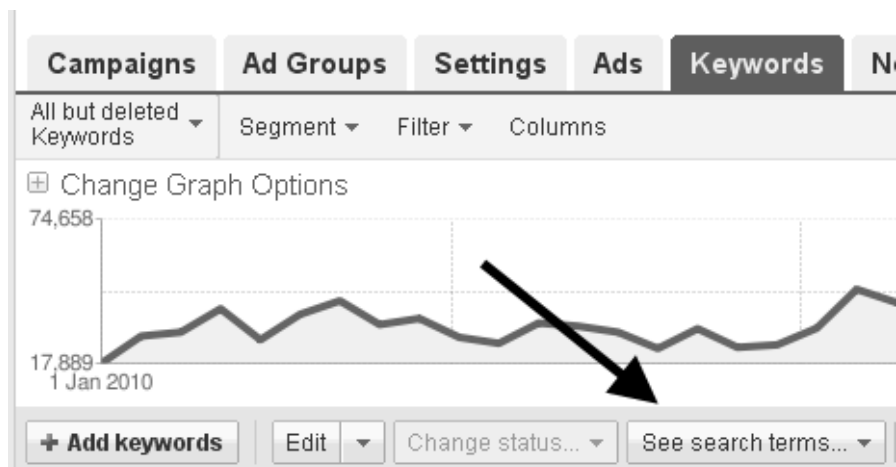 Campaigns Ad Groups Settings Ads Keywords
All but deleted
Keywords
Segment Filter Columns
Change Graph Options
74,658
17,889
1 Jan 2010
+ Add keywords Edit Change status... See search terms...